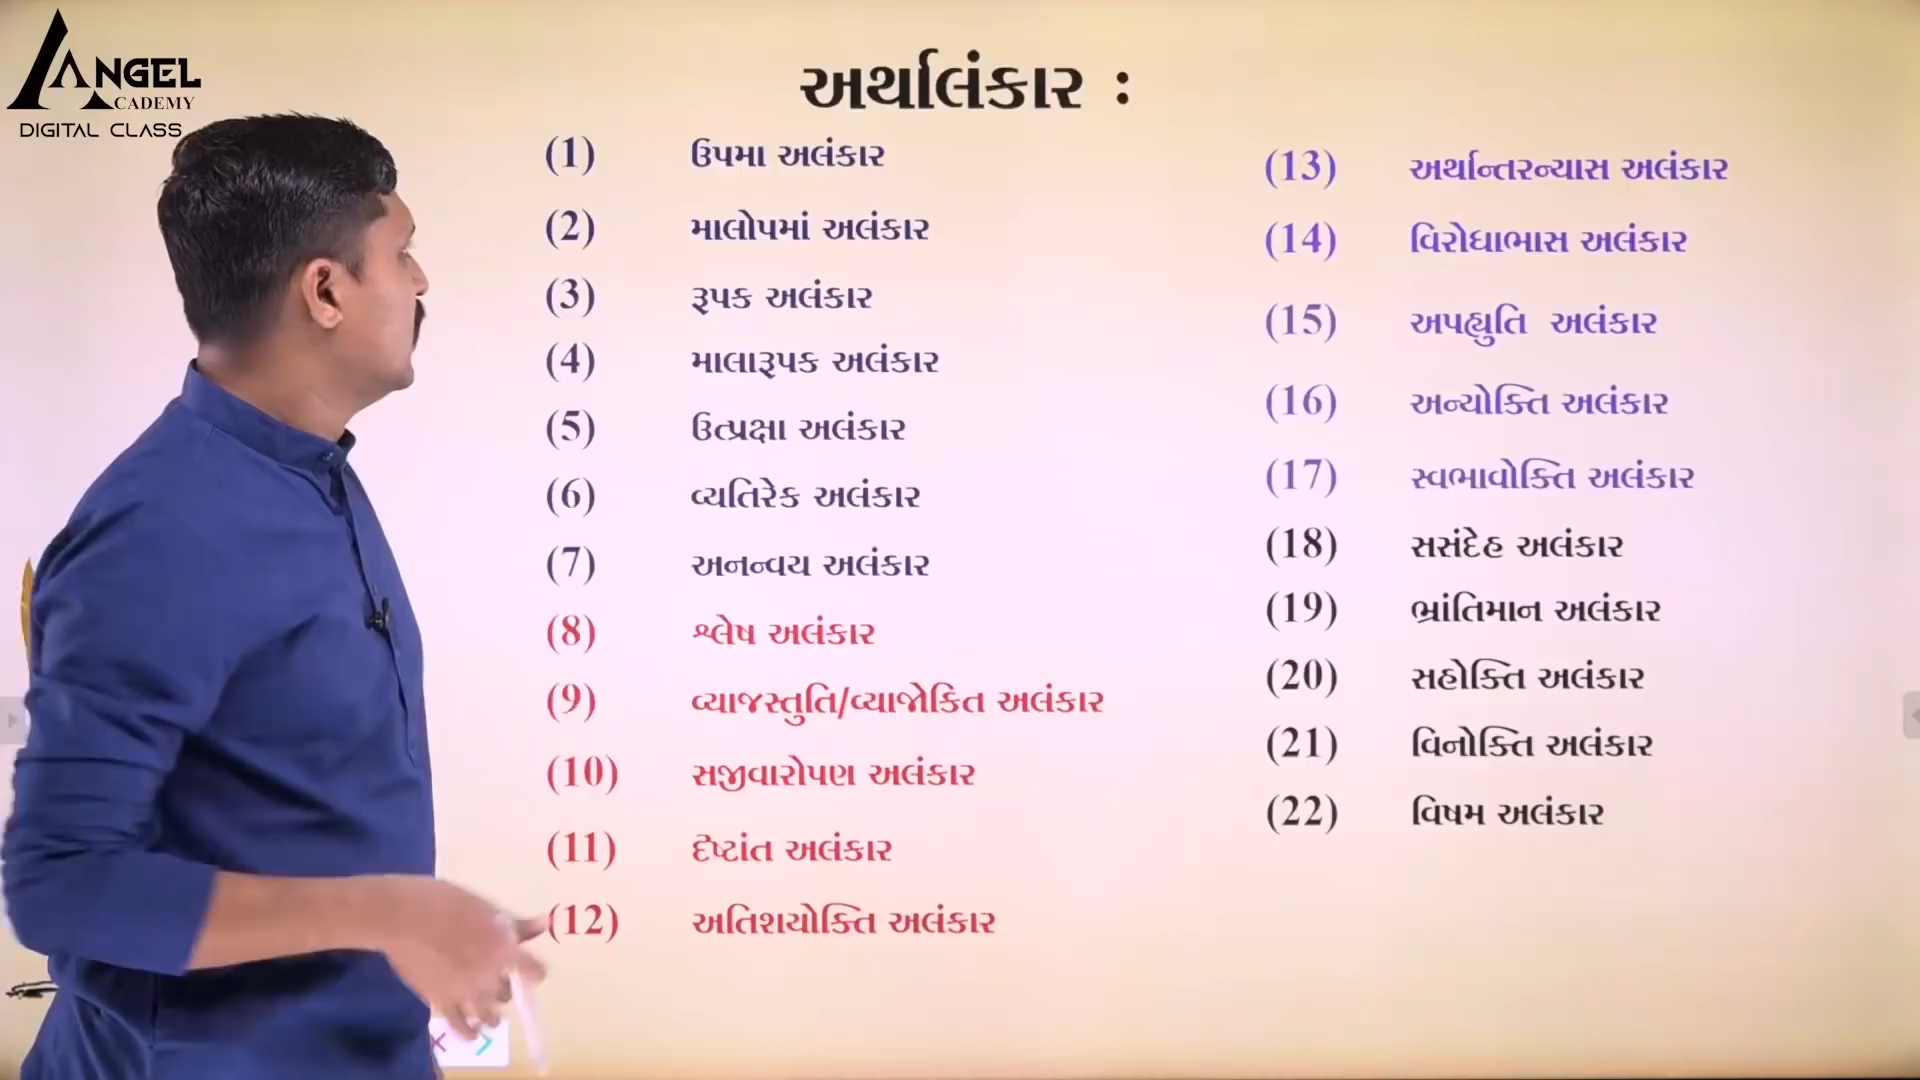 ANGEL
ACADEMY
DIGITAL CLASS
અર્થાલંકાર :
(1) ઉપમા અલંકાર
(2) માલોપમાં અલંકાર
(3) રૂપક અલંકાર
(4) માલારૂપક અલંકાર
(5) ઉત્પ્રક્ષા અલંકાર
(6) વ્યતિરેક અલંકાર
(7) અનન્વય અલંકાર
(8) શ્લેષ અલંકાર
(9) વ્યાજસ્તુતિ/વ્યાજોકિત અલંકાર
(10) સજીવારોપણ અલંકાર
(11) દૃષ્ટાંત અલંકાર
(12) અતિશયોક્તિ અલંકાર
(13) અર્થાન્તરન્યાસ અલંકાર
(14) વિરોધાભાસ અલંકાર
(15) અપહ્યુતિ અલંકાર
(16) અન્યોક્તિ અલંકાર
(17) સ્વભાવોક્તિ અલંકાર
(18) સસંદેહ અલંકાર
(19) ભ્રાંતિમાન અલંકાર
(20) સહોક્તિ અલંકાર
(21) વિનોક્તિ અલંકાર
(22) વિષમ અલંકાર